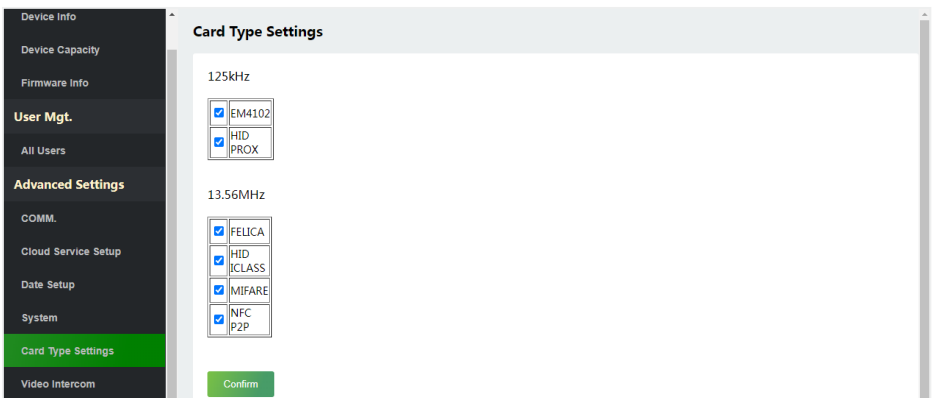 Device Info
Device Capacity
Firmware Info
User Mgt.
All Users
Advanced Settings
COMM.
Cloud Service Setup
Date Setup
System
Card Type Settings
Video Intercom
Card Type Settings
125kHz
EM4102
HID
PROX
13.56MHz
FELICA
HID
ICLASS
MIFARE
NFC
P2P
Confirm